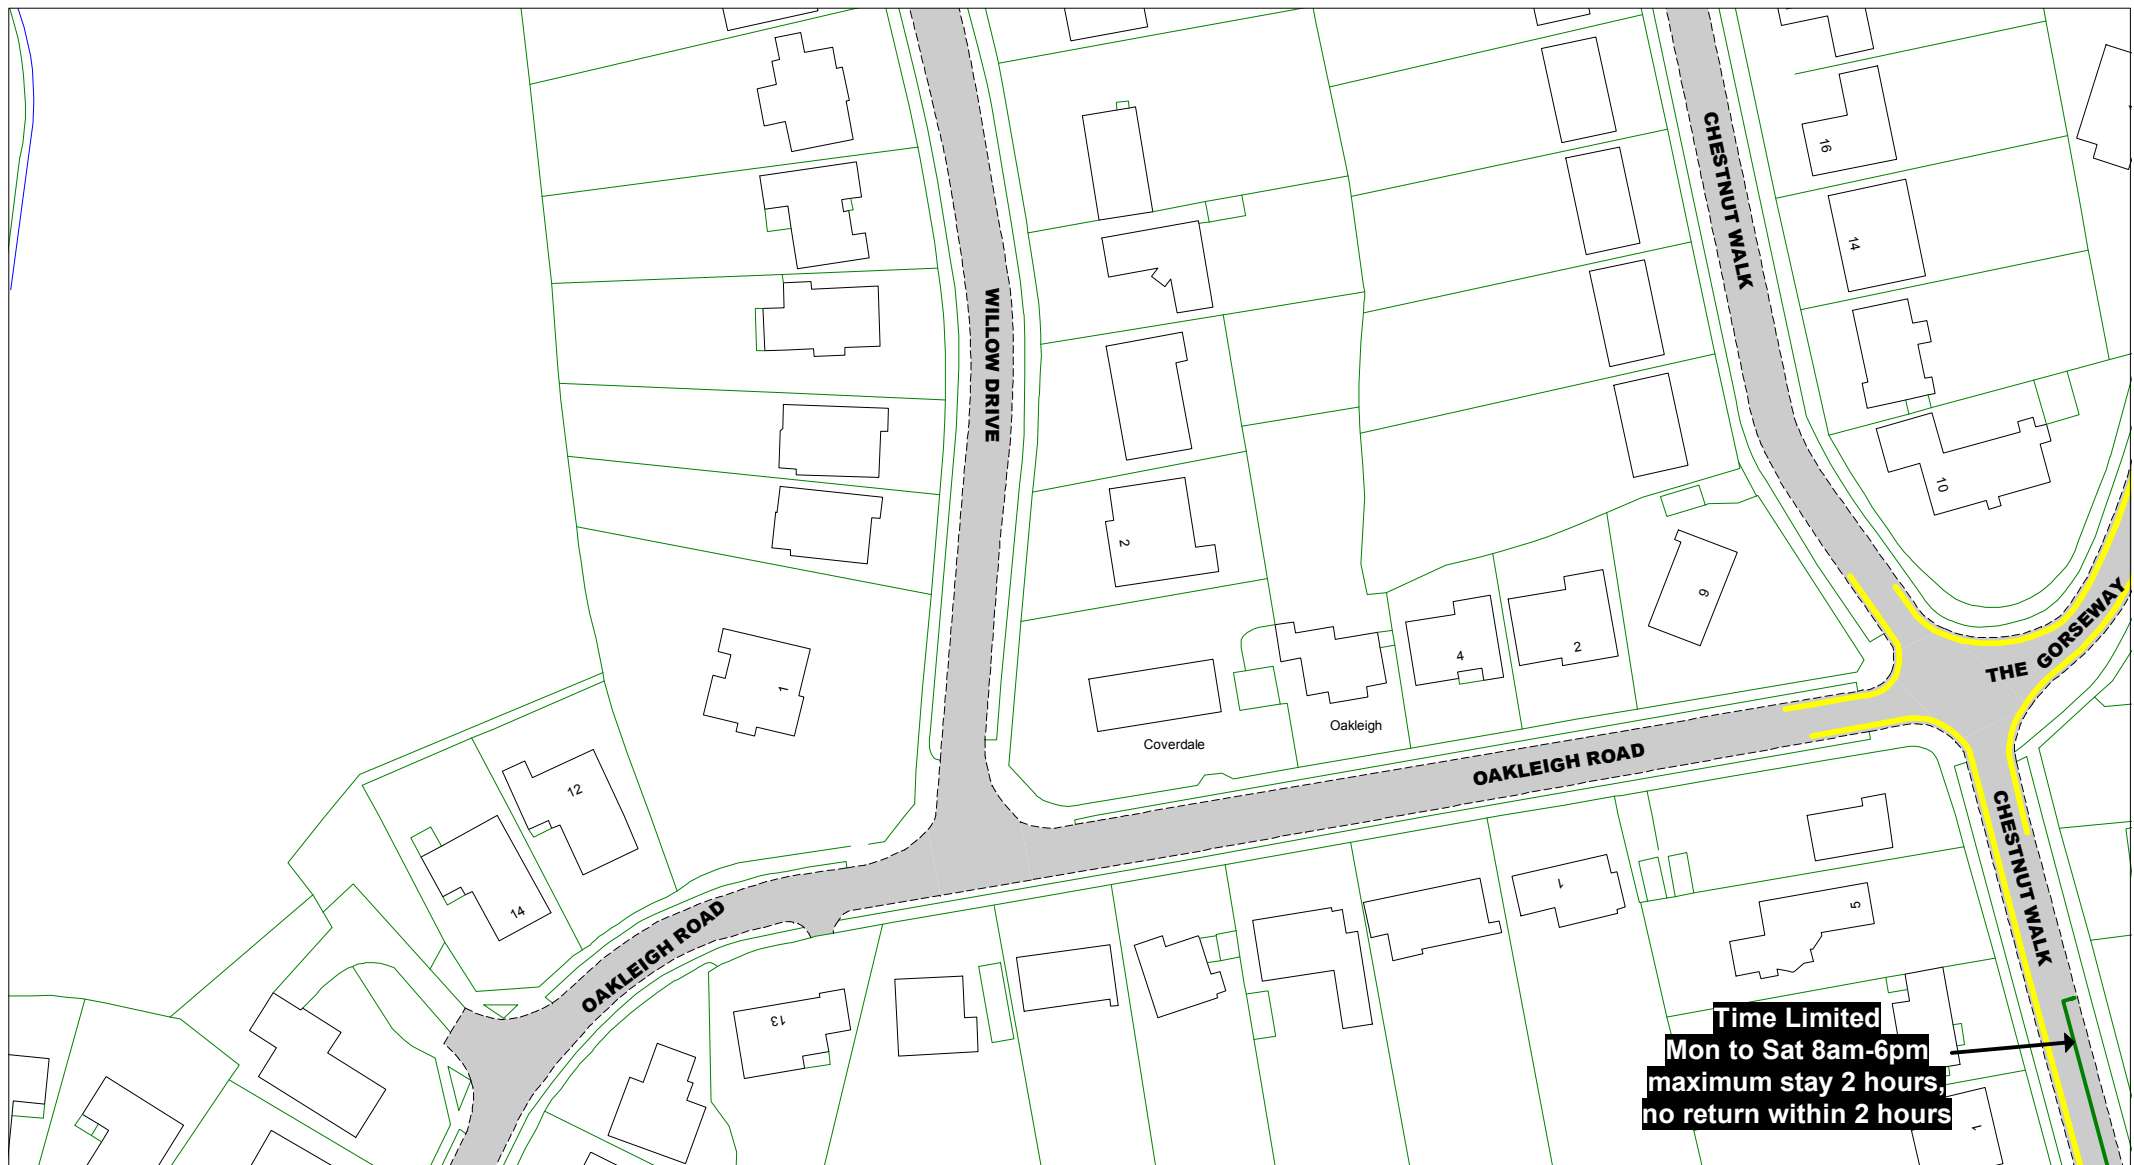 CHESTNUT WALK
16
14
WILLOW DRIVE
10
2
9
THE GORSEWAY
4
2
1
Oakleigh
Coverdale
OAKLEIGH ROAD
12
14
1
5
CHESTNUT WALK
OAKLEIGH ROAD
13
Time Limited
Mon to Sat 8am-6pm
maximum stay 2 hours,
no return within 2 hours
1